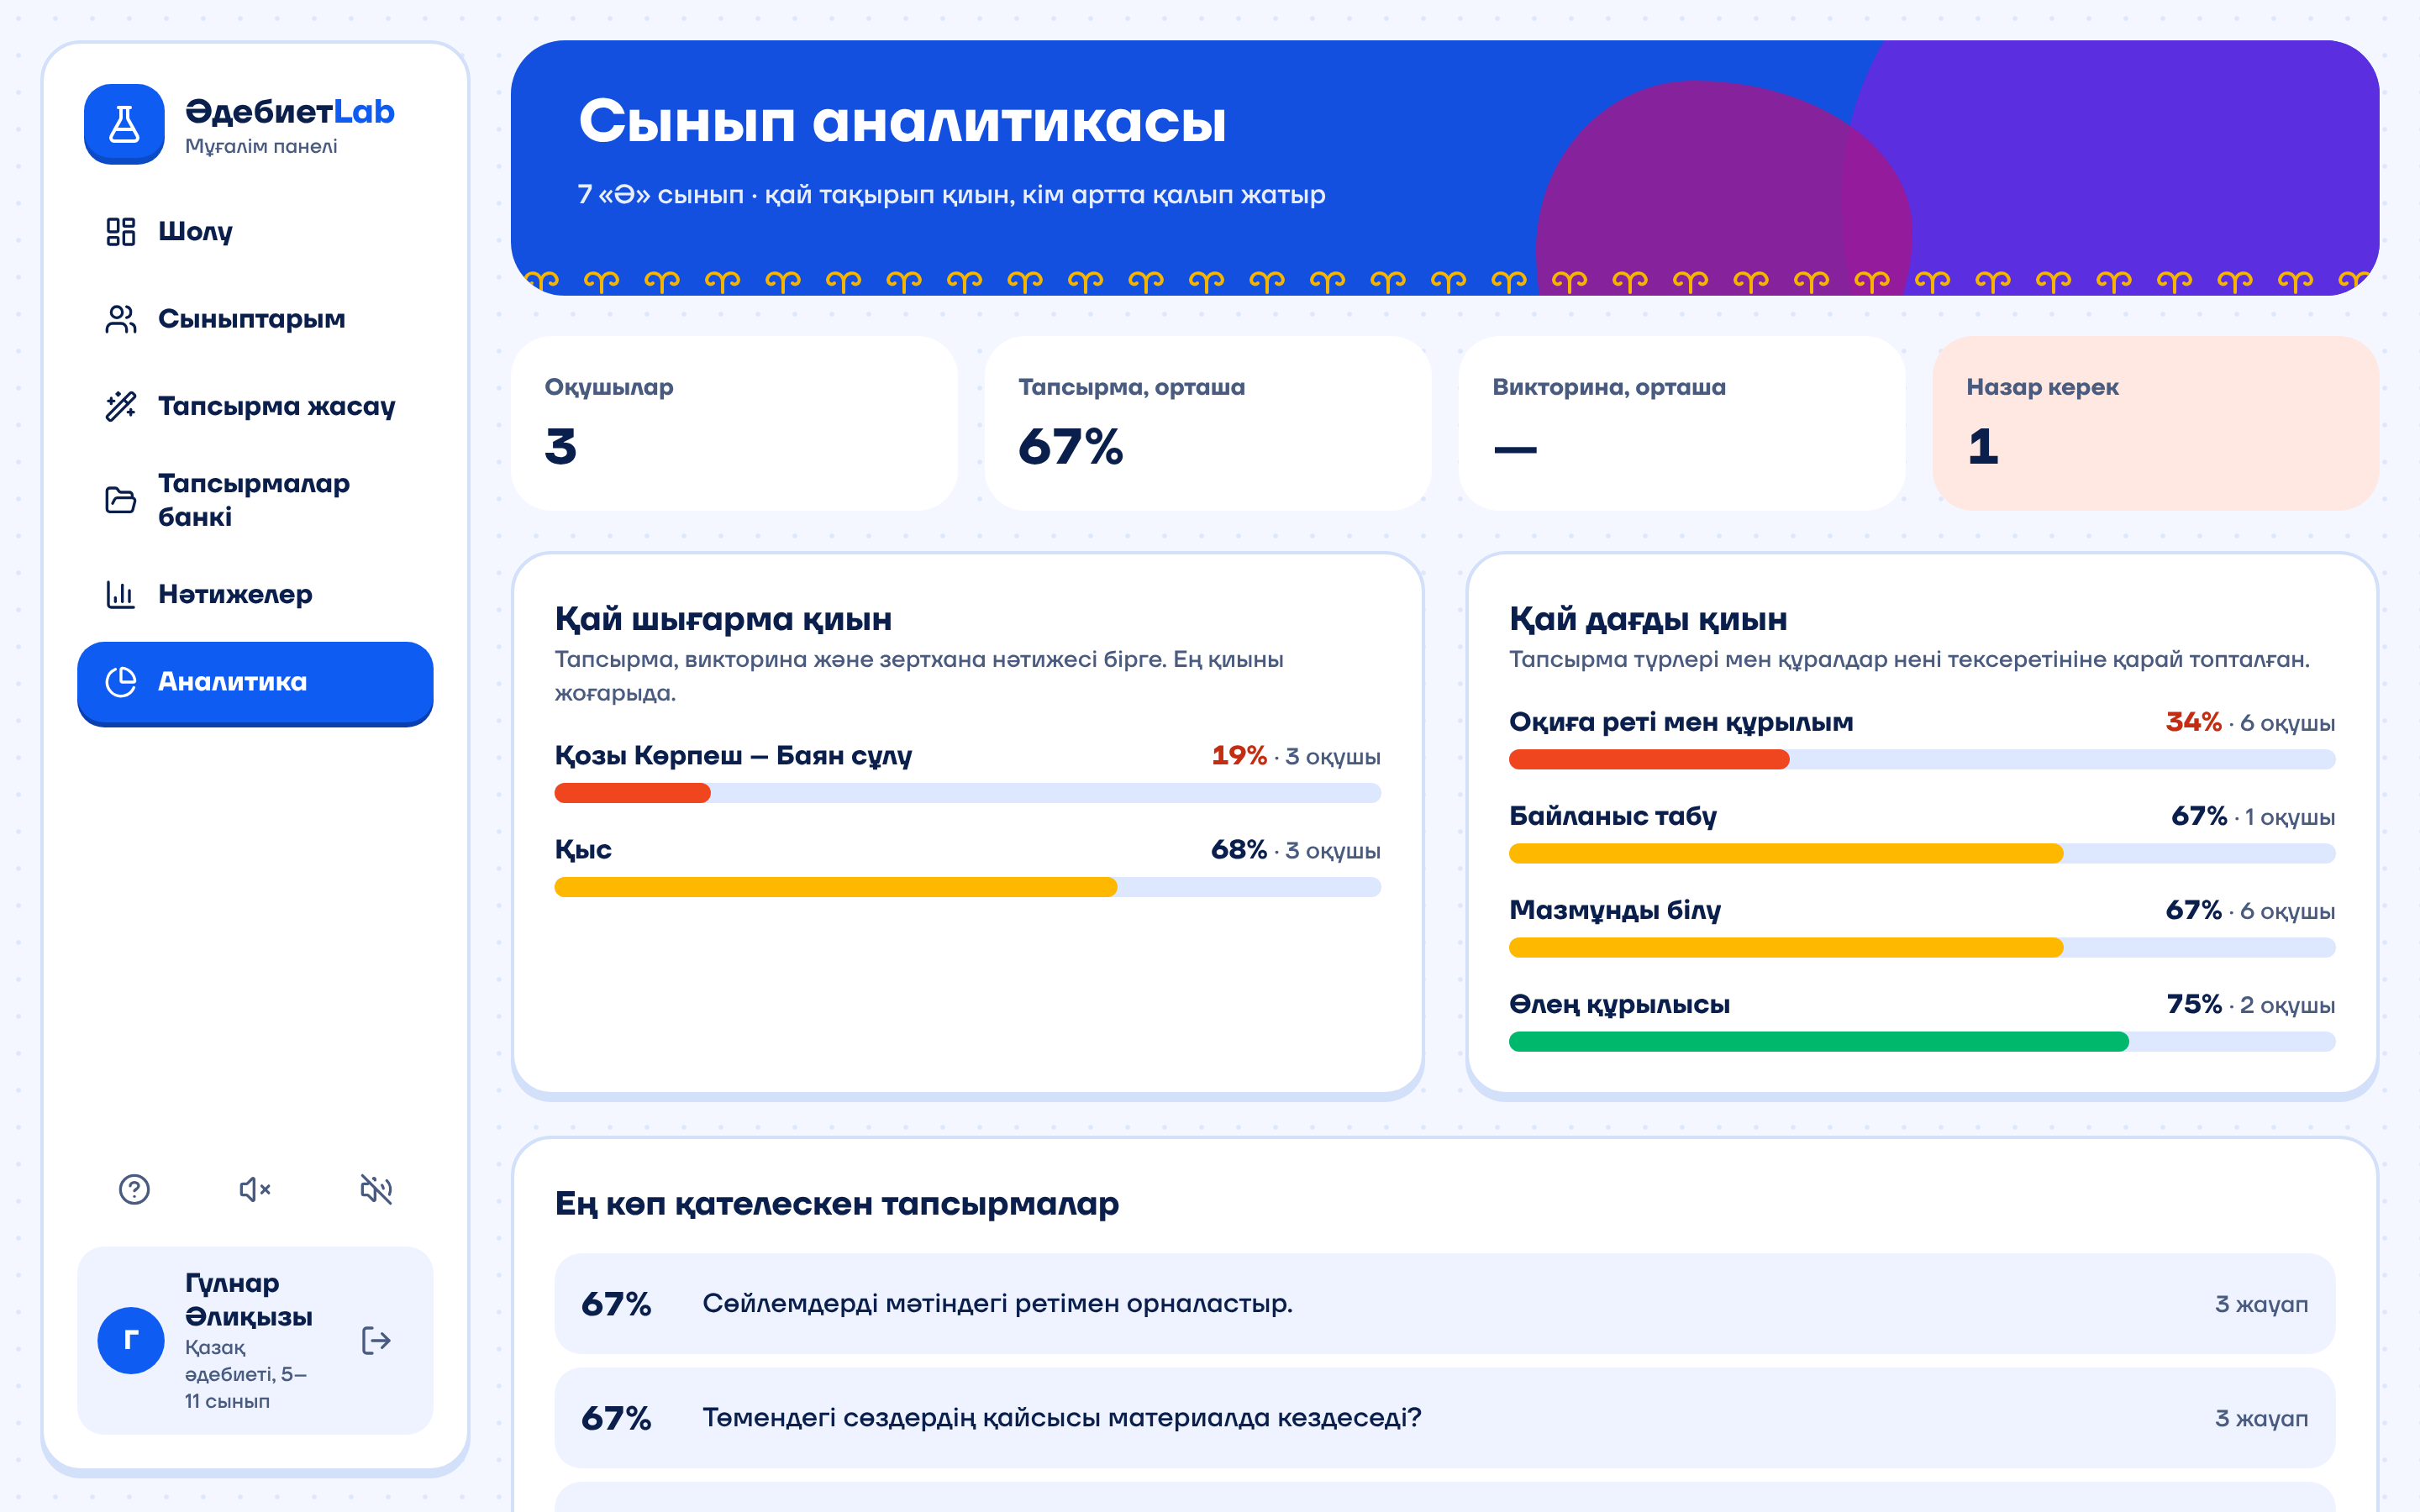 ӘдебиетLab
Мұғалім панелі
Шолу
Сыныптарым
Тапсырма жасау
Тапсырмалар
банкі
Нәтижелер
Аналитика
Г
Гүлнар
Әлиқызы
Қазақ
әдебиеті, 5–
11 сынып
Сынып аналитикасы
7 «Ә» сынып · қай тақырып қиын, кім артта қалып жатыр
Оқушылар
3
Тапсырма, орташа
67%
Викторина, орташа
—
Назар керек
1
Қай шығарма қиын
Тапсырма, викторина және зертхана нәтижесі бірге. Ең қиыны
жоғарыда.
Қозы Көрпеш – Баян сұлу 19% · 3 оқушы
Қыс 68% · 3 оқушы
Қай дағды қиын
Тапсырма түрлері мен құралдар нені тексеретініне қарай топталған.
Оқиға реті мен құрылым 34% · 6 оқушы
Байланыс табу 67% · 1 оқушы
Мазмұнды білу 67% · 6 оқушы
Өлең құрылысы 75% · 2 оқушы
Ең көп қателескен тапсырмалар
67% Сөйлемдерді мәтіндегі ретімен орналастыр. 3 жауап
67% Төмендегі сөздердің қайсысы материалда кездеседі? 3 жауап